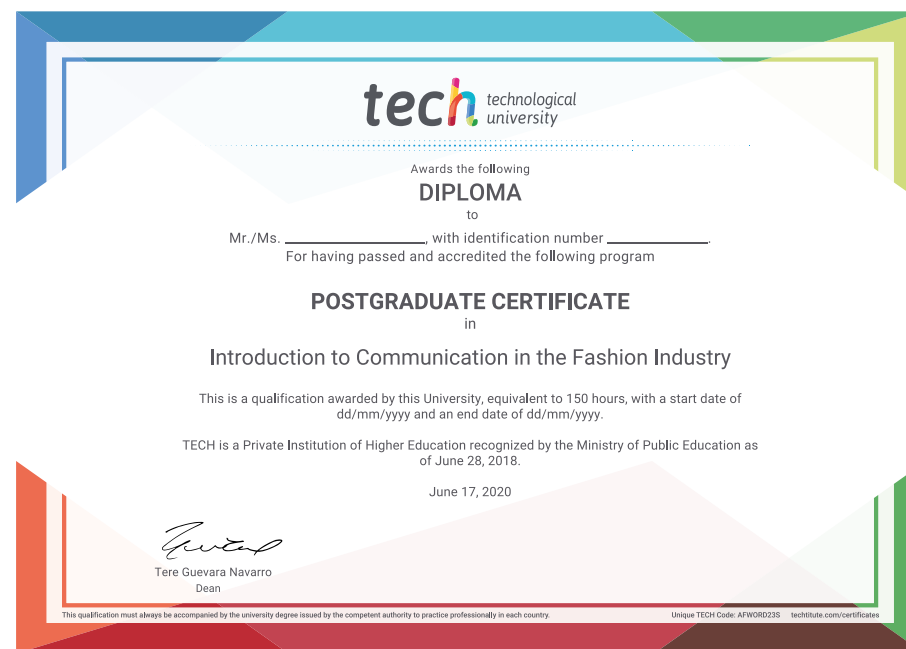 tech technological
university
Awards the following
DIPLOMA
to
Mr./Ms. ____________________, with identification number ______________.
For having passed and accredited the following program
POSTGRADUATE CERTIFICATE
in
Introduction to Communication in the Fashion Industry
This is a qualification awarded by this University, equivalent to 150 hours, with a start date of
dd/mm/yyyy and an end date of dd/mm/yyyy.
TECH is a Private Institution of Higher Education recognized by the Ministry of Public Education as
of June 28, 2018.
June 17, 2020
Tere Guevara Navarro
Dean
This qualification must always be accompanied by the university degree issued by the competent authority to practice professionally in each country.
Unique TECH Code: AFWORD23S techtitute.com/certificates